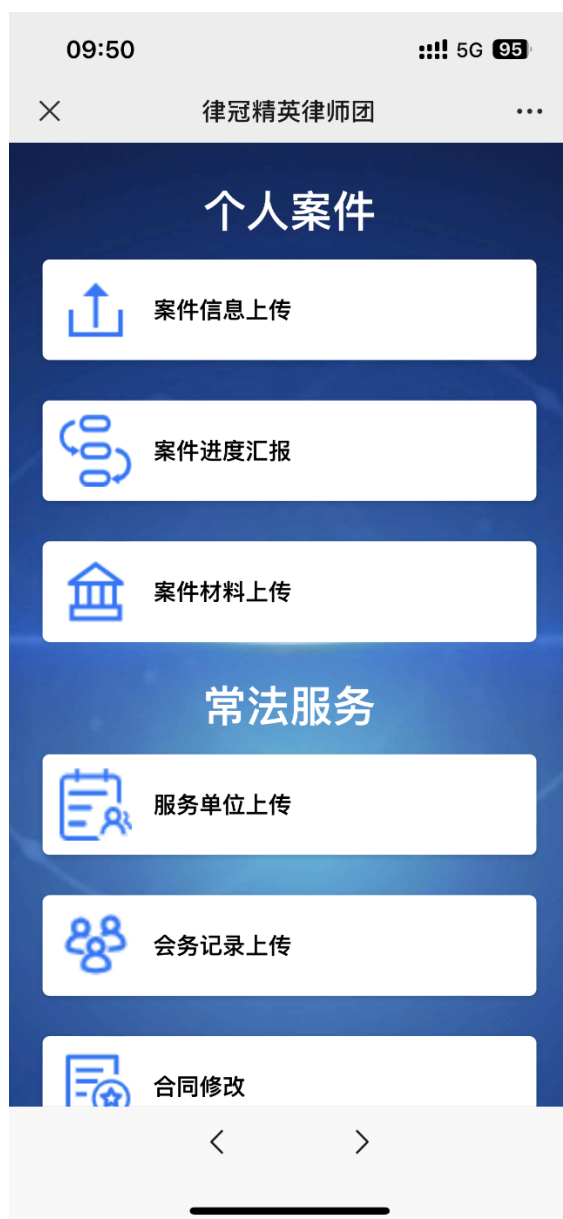 09:50
5G 95
律冠精英律师团
个人案件
案件信息上传
案件进度汇报
案件材料上传
常法服务
服务单位上传
会务记录上传
合同修改